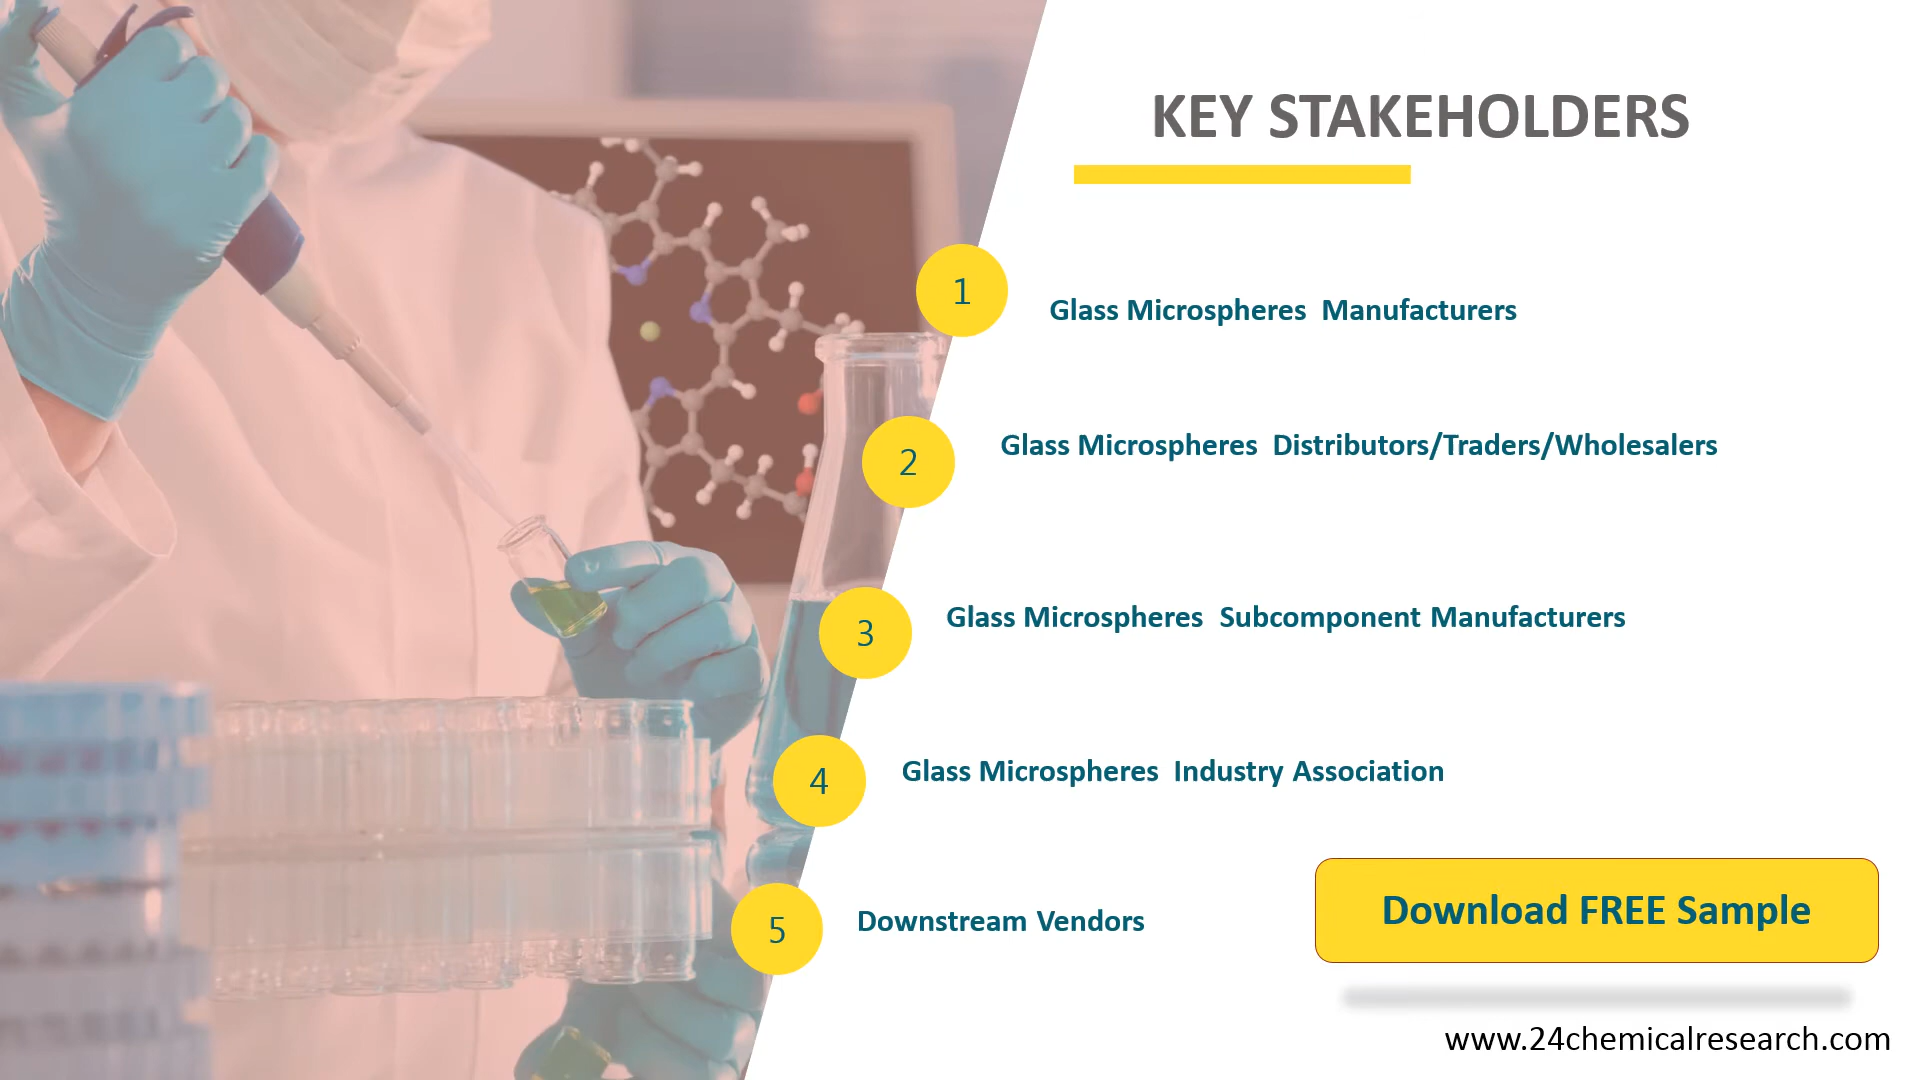 KEY STAKEHOLDERS
1
Glass Microspheres  Manufacturers
2
Glass Microspheres  Distributors/Traders/Wholesalers
3
Glass Microspheres  Subcomponent Manufacturers
4
Glass Microspheres  Industry Association
5
Downstream Vendors
Download FREE Sample
www.24chemicalresearch.com